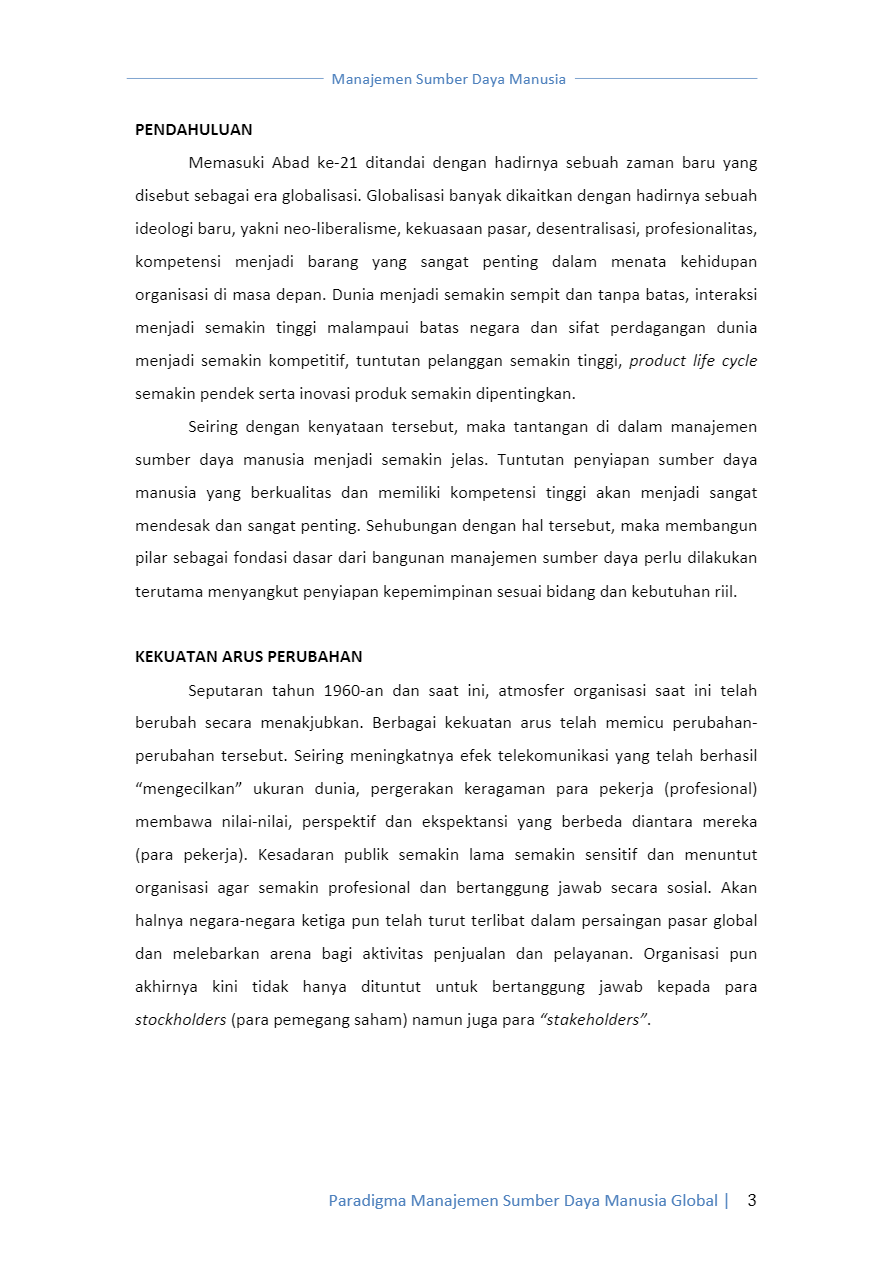 Manajemen Sumber Daya Manusia
PENDAHULUAN
Memasuki Abad ke-21 ditandai dengan hadirnya sebuah zaman baru yang
disebut sebagai era globalisasi. Globalisasi banyak dikaitkan dengan hadirnya sebuah
ideologi baru, yakni neo-liberalisme, kekuasaan pasar, desentralisasi, profesionalitas,
kompetensi menjadi barang yang sangat penting dalam menata kehidupan
organisasi di masa depan. Dunia menjadi semakin sempit dan tanpa batas, interaksi
menjadi semakin tinggi malampaui batas negara dan sifat perdagangan dunia
menjadi semakin kompetitif, tuntutan pelanggan semakin tinggi, product life cycle
semakin pendek serta inovasi produk semakin dipentingkan.
Seiring dengan kenyataan tersebut, maka tantangan di dalam manajemen
sumber daya manusia menjadi semakin jelas. Tuntutan penyiapan sumber daya
manusia yang berkualitas dan memiliki kompetensi tinggi akan menjadi sangat
mendesak dan sangat penting. Sehubungan dengan hal tersebut, maka membangun
pilar sebagai fondasi dasar dari bangunan manajemen sumber daya perlu dilakukan
terutama menyangkut penyiapan kepemimpinan sesuai bidang dan kebutuhan riil.
KEKUATAN ARUS PERUBAHAN
Seputaran tahun 1960-an dan saat ini, atmosfer organisasi saat ini telah
berubah secara menakjubkan. Berbagai kekuatan arus telah memicu perubahan-
perubahan tersebut. Seiring meningkatnya efek telekomunikasi yang telah berhasil
“mengecilkan” ukuran dunia, pergerakan keragaman para pekerja (profesional)
membawa nilai-nilai, perspektif dan ekspektansi yang berbeda diantara mereka
(para pekerja). Kesadaran publik semakin lama semakin sensitif dan menuntut
organisasi agar semakin profesional dan bertanggung jawab secara sosial. Akan
halnya negara-negara ketiga pun telah turut terlibat dalam persaingan pasar global
dan melebarkan arena bagi aktivitas penjualan dan pelayanan. Organisasi pun
akhirnya kini tidak hanya dituntut untuk bertanggung jawab kepada para
stockholders (para pemegang saham) namun juga para “stakeholders”.
Paradigma Manajemen Sumber Daya Manusia Global | 3